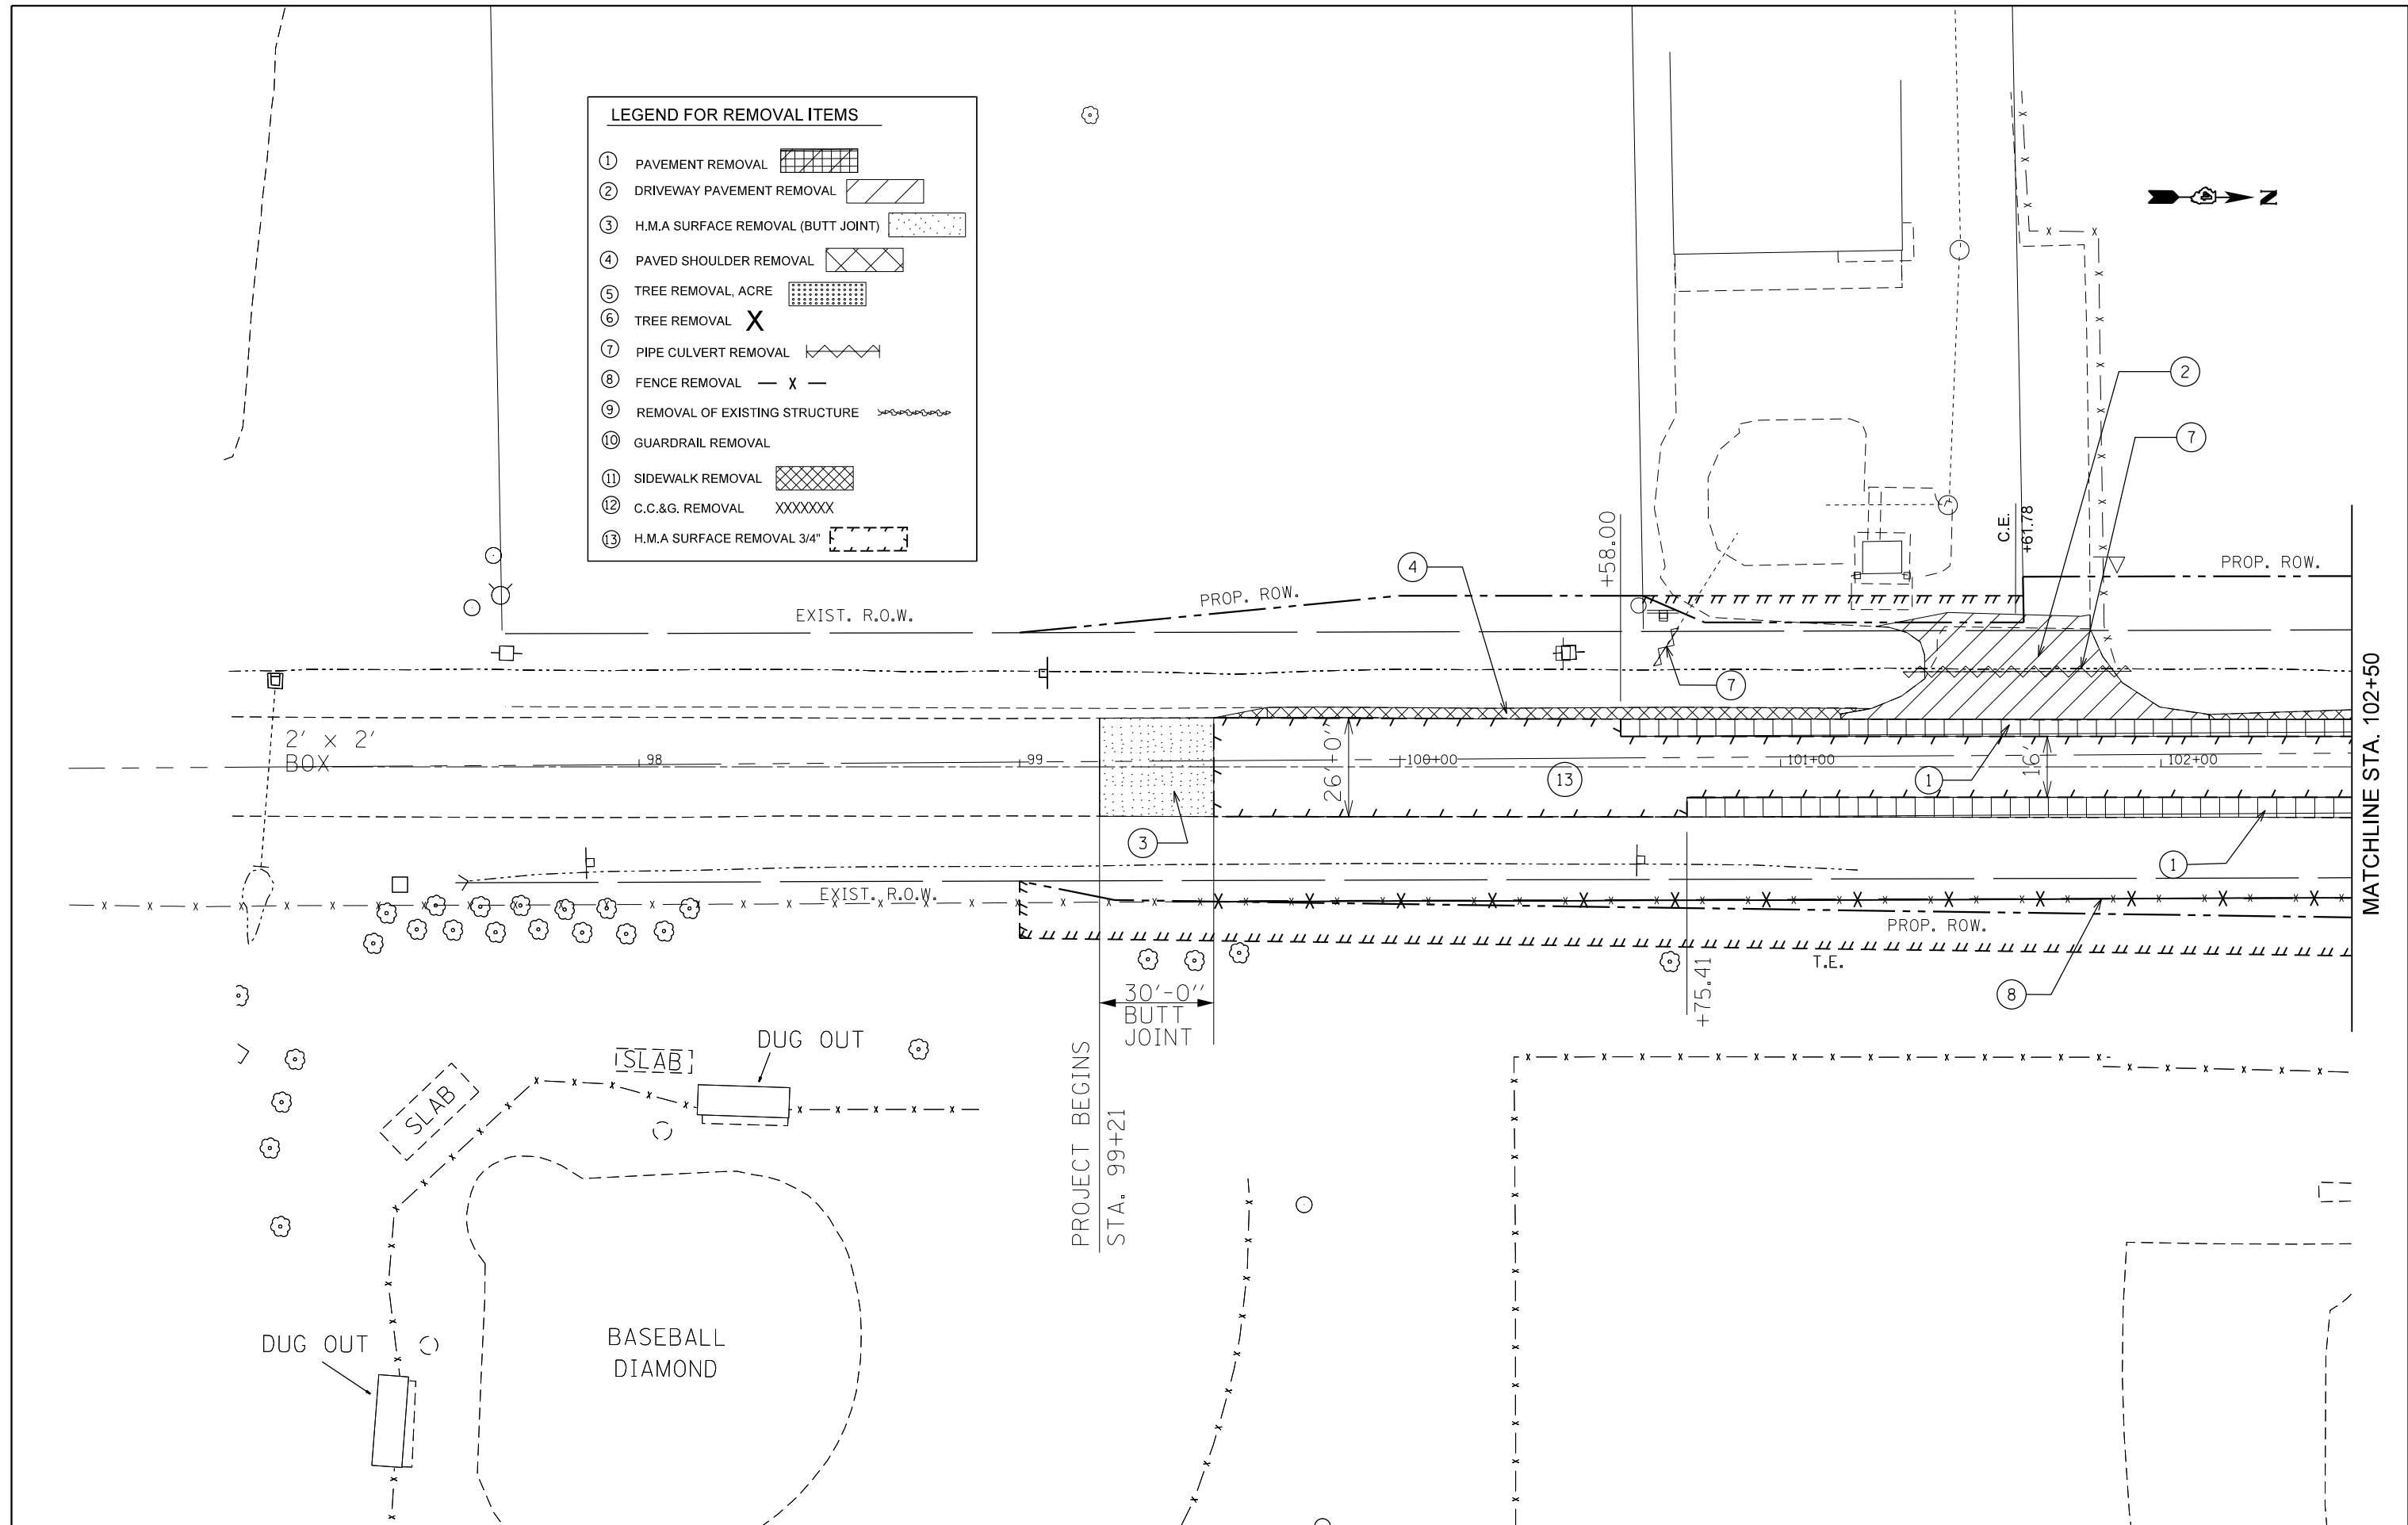 LEGEND FOR REMOVAL ITEMS
1 PAVEMENT REMOVAL
2 DRIVEWAY PAVEMENT REMOVAL
3 H.M.A SURFACE REMOVAL (BUTT JOINT)
4 PAVED SHOULDER REMOVAL
5 TREE REMOVAL, ACRE
6 TREE REMOVAL X
7 PIPE CULVERT REMOVAL
8 FENCE REMOVAL — X —
9 REMOVAL OF EXISTING STRUCTURE
10 GUARDRAIL REMOVAL
11 SIDEWALK REMOVAL
12 C.C.&G. REMOVAL XXXXXXX
13 H.M.A SURFACE REMOVAL 3/4"
N
2
7
C.E.
+61.78
+58.00
4
PROP. ROW.
PROP. ROW.
EXIST. R.O.W.
7
MATCHLINE STA. 102+50
2' x 2'
BOX
98
99
100+00
101+00
102+00
26'+0"
13
1
16'
3
1
EXIST. R.O.W.
PROP. ROW.
T.E.
8
+75.41
30'-0"
BUTT
JOINT
PROJECT BEGINS
STA. 99+21
DUG OUT
SLAB
SLAB
DUG OUT
BASEBALL
DIAMOND